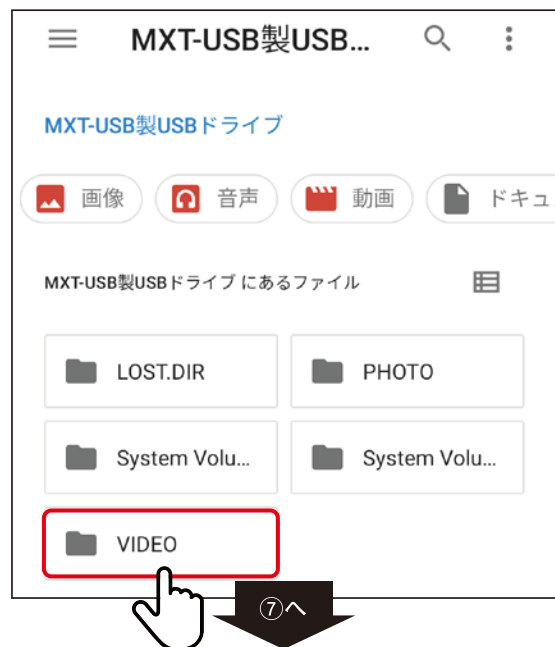 MXT-USB製USB...
MXT-USB製USBドライブ
画像 音声 動画 ドキュ
MXT-USB製USBドライブ にあるファイル
LOST.DIR PHOTO
System Volu... System Volu...
VIDEO
⑦へ